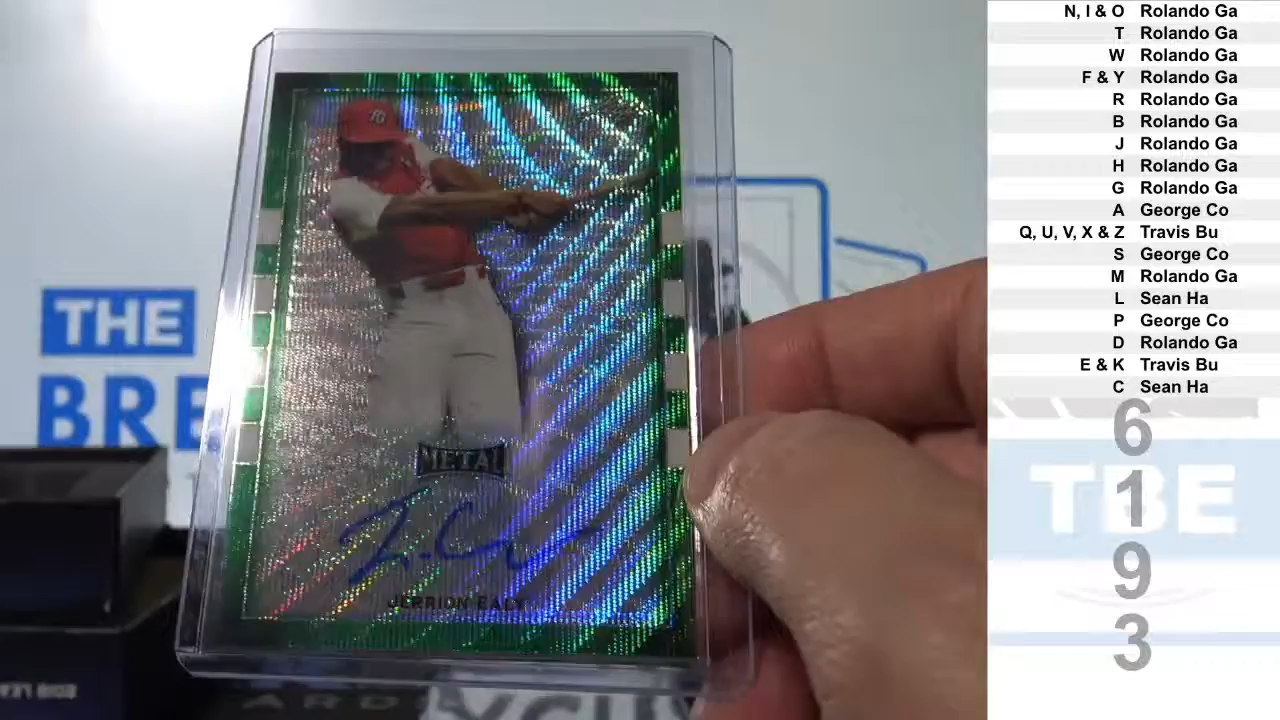 METAL
JERRION EALY
THE
BRE
N, I & O Rolando Ga
T Rolando Ga
W Rolando Ga
F & Y Rolando Ga
R Rolando Ga
B Rolando Ga
J Rolando Ga
H Rolando Ga
G Rolando Ga
A George Co
Q, U, V, X & Z Travis Bu
S George Co
M Rolando Ga
L Sean Ha
P George Co
D Rolando Ga
E & K Travis Bu
C Sean Ha
TBE
6
1
9
3